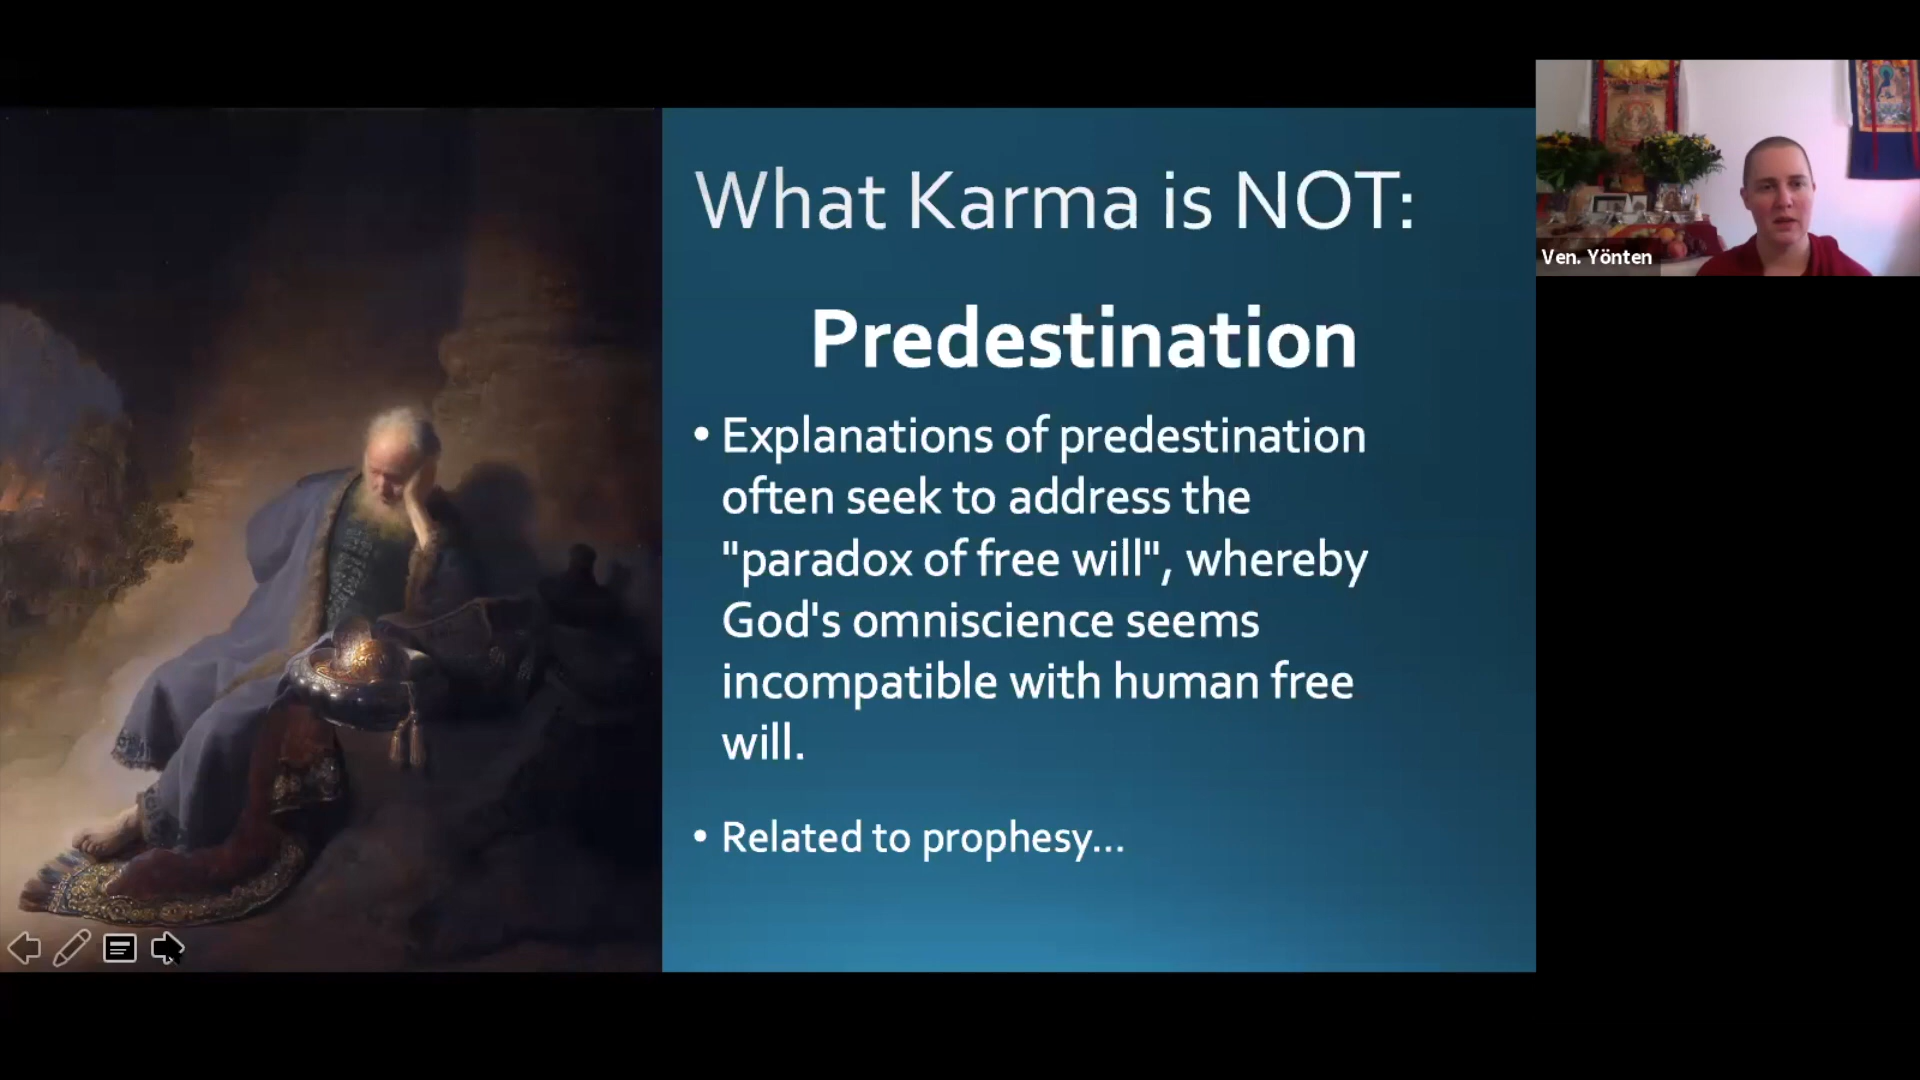 What Karma is NOT:
Predestination
• Explanations of predestination
often seek to address the
"paradox of free will", whereby
God's omniscience seems
incompatible with human free
will.
• Related to prophesy...
Ven. Yönten